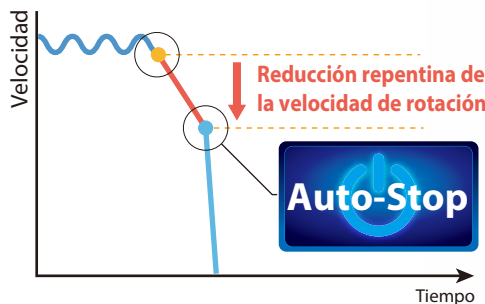 Velocidad
Reducción repentina de
la velocidad de rotación
Auto-Stop
Tiempo